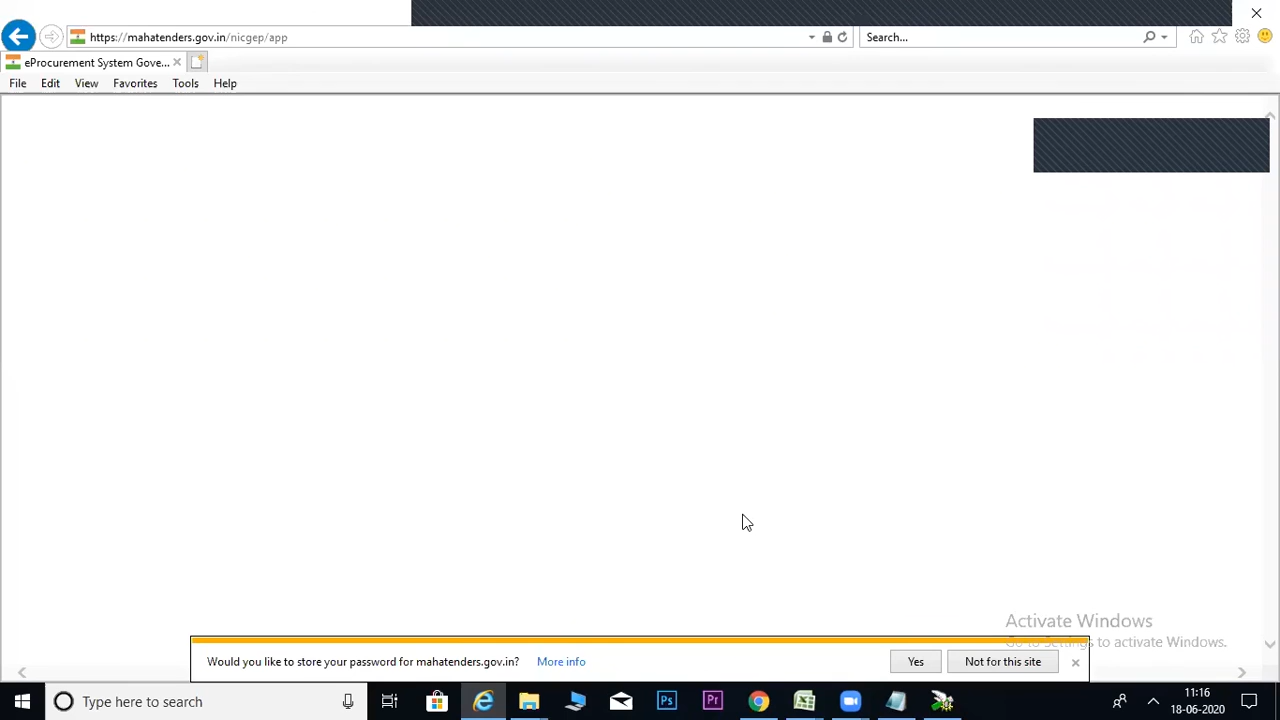 https://mahatenders.gov.in/nicgep/app
Search...
eProcurement System Gove...
File Edit View Favorites Tools Help
Activate Windows
Go to Settings to activate Windows.
Would you like to store your password for mahatenders.gov.in? More info Yes Not for this site
Type here to search
Ps
Pr
11:16
18-06-2020